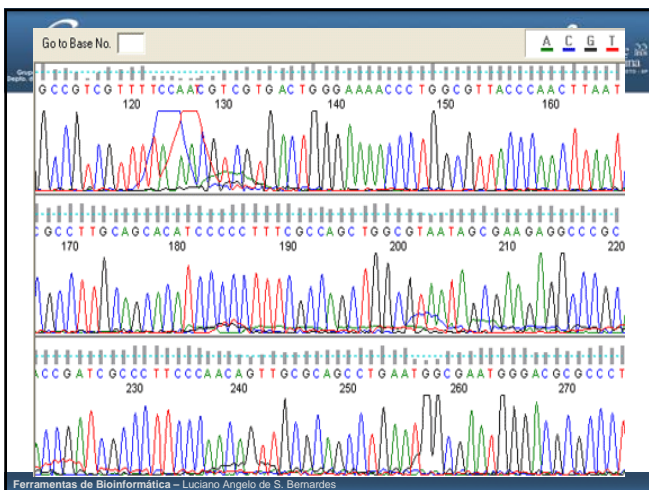 Go to Base No.
A C G T
GCCGTCGTTTTCCAATCGTCGTGACTGGGAAAACCCTGGCGTTACCCAACTTAAT
120 130 140 150 160
CGCCTTGCAGCACATCCCCCTTTCGCCAGCTGGCGTAATAGCGAAGAGGCCCGC
170 180 190 200 210 220
ACCGATCGCCCTTCCCAACAGTTGCGCAGCCTGAATGGCGAATGGGACGCGCCCT
230 240 250 260 270
Ferramentas de Bioinformática – Luciano Angelo de S. Bernardes